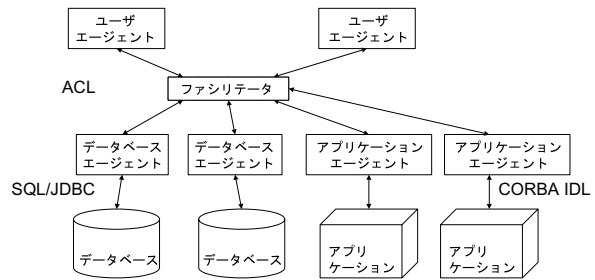 ユーザ
エージェント
ユーザ
エージェント
ACL
ファシリテータ
データベース
エージェント
データベース
エージェント
アプリケーション
エージェント
アプリケーション
エージェント
SQL/JDBC
CORBA IDL
データベース
データベース
アプリ
ケーション
アプリ
ケーション